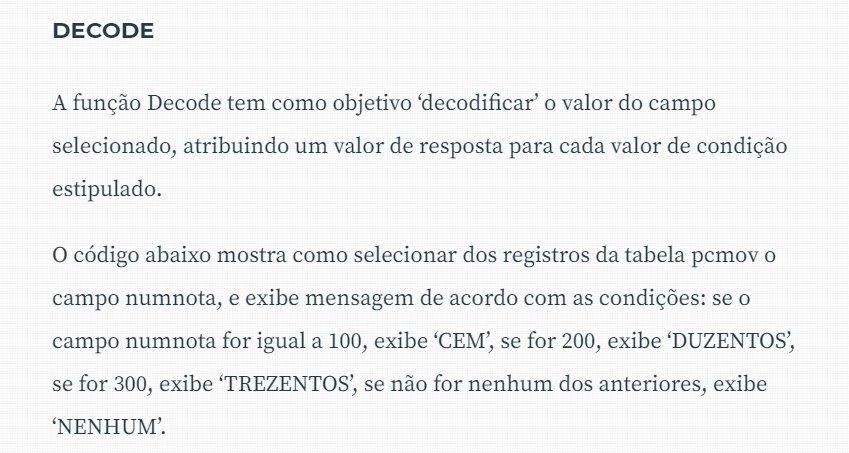 DECODE
A função Decode tem como objetivo ‘decodificar’ o valor do campo
selecionado, atribuindo um valor de resposta para cada valor de condição
estipulado.
O código abaixo mostra como selecionar dos registros da tabela pcmov o
campo numnota, e exibe mensagem de acordo com as condições: se o
campo numnota for igual a 100, exibe ‘CEM’, se for 200, exibe ‘DUZENTOS’,
se for 300, exibe ‘TREZENTOS’, se não for nenhum dos anteriores, exibe
‘NENHUM’.